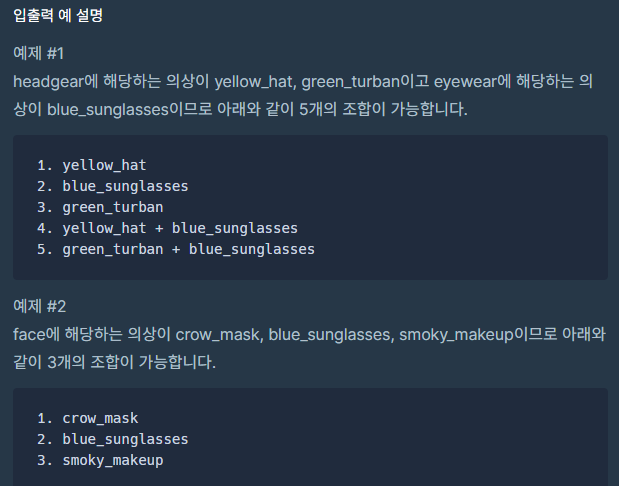 입출력 예 설명
예제 #1
headgear에 해당하는 의상이 yellow_hat, green_turban이고 eyewear에 해당하는 의
상이 blue_sunglasses이므로 아래와 같이 5개의 조합이 가능합니다.
1. yellow_hat
2. blue_sunglasses
3. green_turban
4. yellow_hat + blue_sunglasses
5. green_turban + blue_sunglasses
예제 #2
face에 해당하는 의상이 crow_mask, blue_sunglasses, smoky_makeup이므로 아래와
같이 3개의 조합이 가능합니다.
1. crow_mask
2. blue_sunglasses
3. smoky_makeup